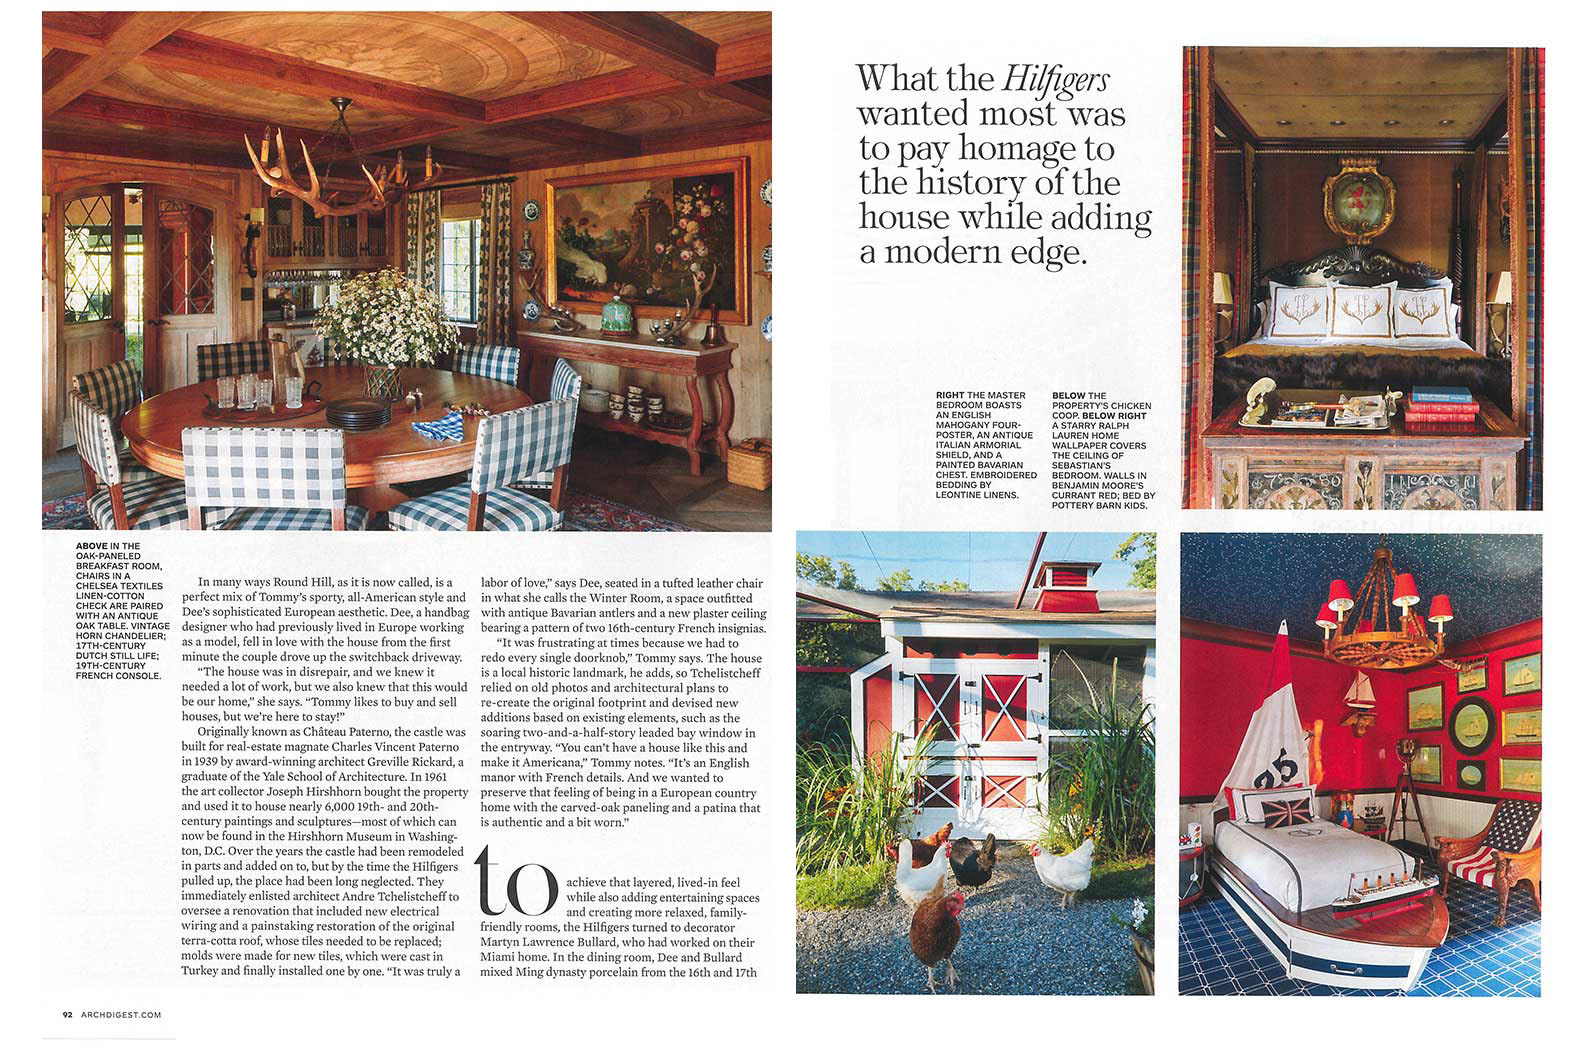 ABOVE IN THE
OAK-PANELED
BREAKFAST ROOM,
CHAIRS IN A
CHELSEA TEXTILES
LINEN-COTTON
CHECK ARE PAIRED
WITH AN ANTIQUE
OAK TABLE. VINTAGE
HORN CHANDELIER;
17TH-CENTURY
DUTCH STILL LIFE;
19TH-CENTURY
FRENCH CONSOLE.
In many ways Round Hill, as it is now called, is a
perfect mix of Tommy’s sporty, all-American style and
Dee’s sophisticated European aesthetic. Dee, a handbag
designer who had previously lived in Europe working
as a model, fell in love with the house from the first
minute the couple drove up the switchback driveway.
“The house was in disrepair, and we knew it
needed a lot of work, but we also knew that this would
be our home,” she says. “Tommy likes to buy and sell
houses, but we’re here to stay!”
Originally known as Château Paterno, the castle was
built for real-estate magnate Charles Vincent Paterno
in 1939 by award-winning architect Greville Rickard, a
graduate of the Yale School of Architecture. In 1961
the art collector Joseph Hirshhorn bought the property
and used it to house nearly 6,000 19th- and 20th-
century paintings and sculptures—most of which can
now be found in the Hirshhorn Museum in Washing-
ton, D.C. Over the years the castle had been remodeled
in parts and added on to, but by the time the Hilfigers
pulled up, the place had been long neglected. They
immediately enlisted architect Andre Tchelistcheff to
oversee a renovation that included new electrical
wiring and a painstaking restoration of the original
terra-cotta roof, whose tiles needed to be replaced;
molds were made for new tiles, which were cast in
Turkey and finally installed one by one. “It was truly a
labor of love,” says Dee, seated in a tufted leather chair
in what she calls the Winter Room, a space outfitted
with antique Bavarian antlers and a new plaster ceiling
bearing a pattern of two 16th-century French insignias.
“It was frustrating at times because we had to
redo every single doorknob,” Tommy says. The house
is a local historic landmark, he adds, so Tchelistcheff
relied on old photos and architectural plans to
re-create the original footprint and devised new
additions based on existing elements, such as the
soaring two-and-a-half-story leaded bay window in
the entryway. “You can’t have a house like this and
make it Americana,” Tommy notes. “It’s an English
manor with French details. And we wanted to
preserve that feeling of being in a European country
home with the carved-oak paneling and a patina that
is authentic and a bit worn.”
to achieve that layered, lived-in feel
while also adding entertaining spaces
and creating more relaxed, family-
friendly rooms, the Hilfigers turned to decorator
Martyn Lawrence Bullard, who had worked on their
Miami home. In the dining room, Dee and Bullard
mixed Ming dynasty porcelain from the 16th and 17th
92 ARCHDIGEST.COM
What the Hilfigers
wanted most was
to pay homage to
the history of the
house while adding
a modern edge.
RIGHT THE MASTER
BEDROOM BOASTS
AN ENGLISH
MAHOGANY FOUR-
POSTER, AN ANTIQUE
ITALIAN ARMORIAL
SHIELD, AND A
PAINTED BAVARIAN
CHEST. EMBROIDERED
BEDDING BY
LEONTINE LINENS.
BELOW THE
PROPERTY’S CHICKEN
COOP. BELOW RIGHT
A STARRY RALPH
LAUREN HOME
WALLPAPER COVERS
THE CEILING OF
SEBASTIAN’S
BEDROOM. WALLS IN
BENJAMIN MOORE’S
CURRANT RED; BED BY
POTTERY BARN KIDS.